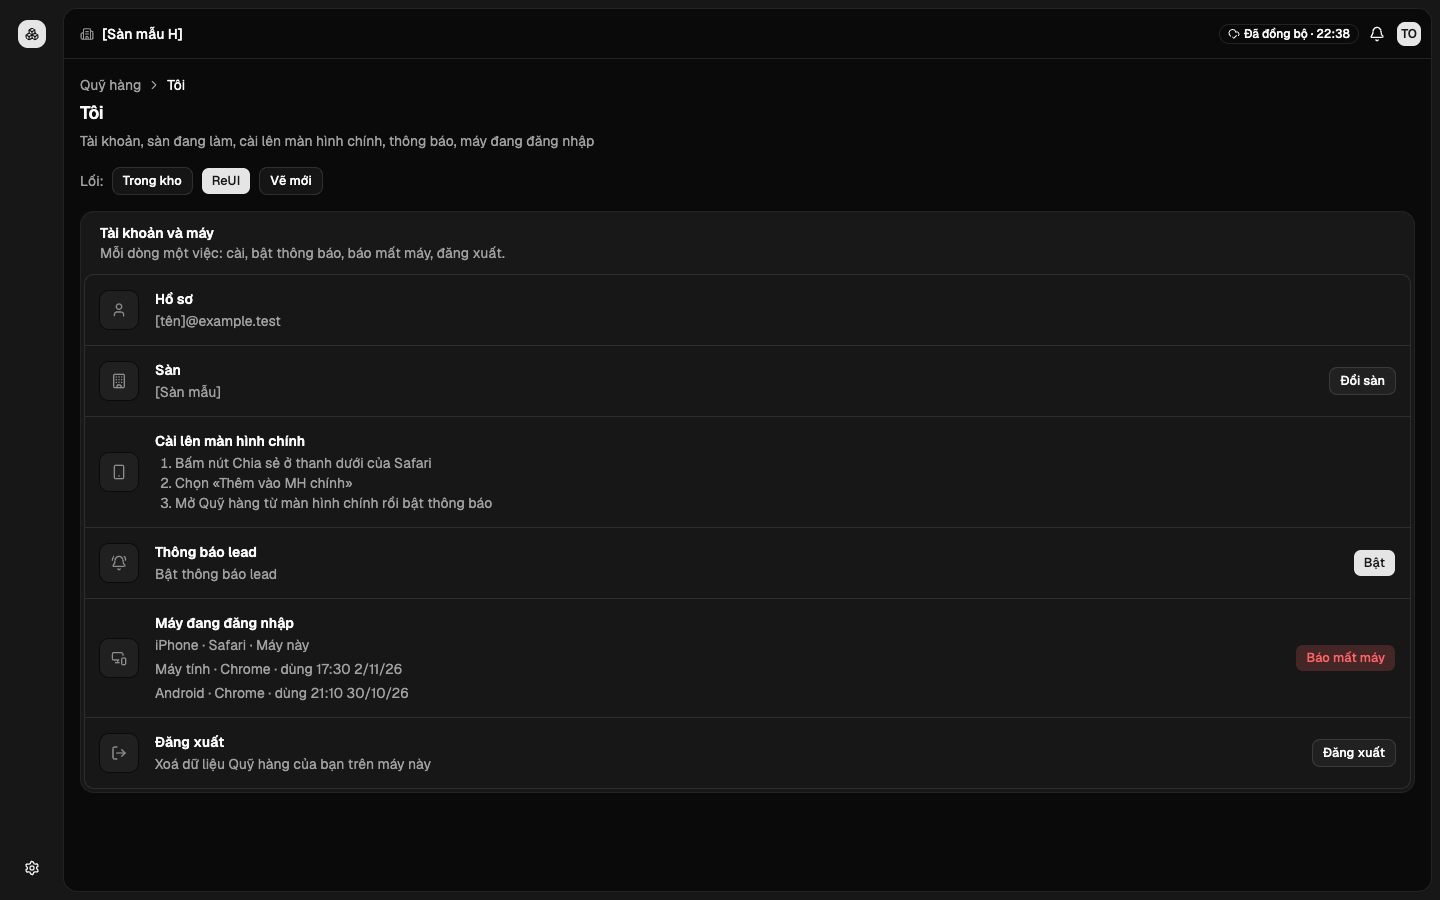 [Sàn mẫu H]
Đã đồng bộ · 22:38
TO
Quỹ hàng > Tôi
Tôi
Tài khoản, sàn đang làm, cài lên màn hình chính, thông báo, máy đang đăng nhập
Lối: Trong kho ReUI Vẽ mới
Tài khoản và máy
Mỗi dòng một việc: cài, bật thông báo, báo mất máy, đăng xuất.
Hồ sơ
[tên]@example.test
Sàn
[Sàn mẫu]
Đổi sàn
Cài lên màn hình chính
1. Bấm nút Chia sẻ ở thanh dưới của Safari
2. Chọn «Thêm vào MH chính»
3. Mở Quỹ hàng từ màn hình chính rồi bật thông báo
Thông báo lead
Bật thông báo lead
Bật
Máy đang đăng nhập
iPhone · Safari · Máy này
Máy tính · Chrome · dùng 17:30 2/11/26
Android · Chrome · dùng 21:10 30/10/26
Báo mất máy
Đăng xuất
Xoá dữ liệu Quỹ hàng của bạn trên máy này
Đăng xuất